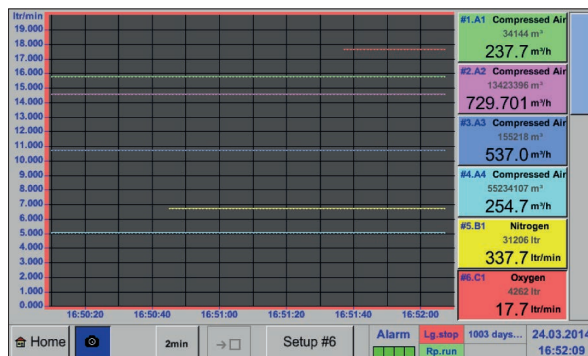 ltr/min
19.000
18.000
17.000
16.000
15.000
14.000
13.000
12.000
11.000
10.000
9.000
8.000
7.000
6.000
5.000
4.000
3.000
2.000
1.000
0.000
16:50:20 16:50:40 16:51:00 16:51:20 16:51:40 16:52:00
#1.A1 Compressed Air
34144 m³
237.7 m³/h
#2.A2 Compressed Air
13423396 m³
729.701 m³/h
#3.A3 Compressed Air
155218 m³
537.0 m³/h
#4.A4 Compressed Air
55234107 m³
254.7 m³/h
#5.B1 Nitrogen
31206 ltr
337.7 ltr/min
#6.C1 Oxygen
4262 ltr
17.7 ltr/min
Home 2min Setup #6 Alarm Lg.stop 1003 days... 24.03.2014
Rp.run 16:52:09